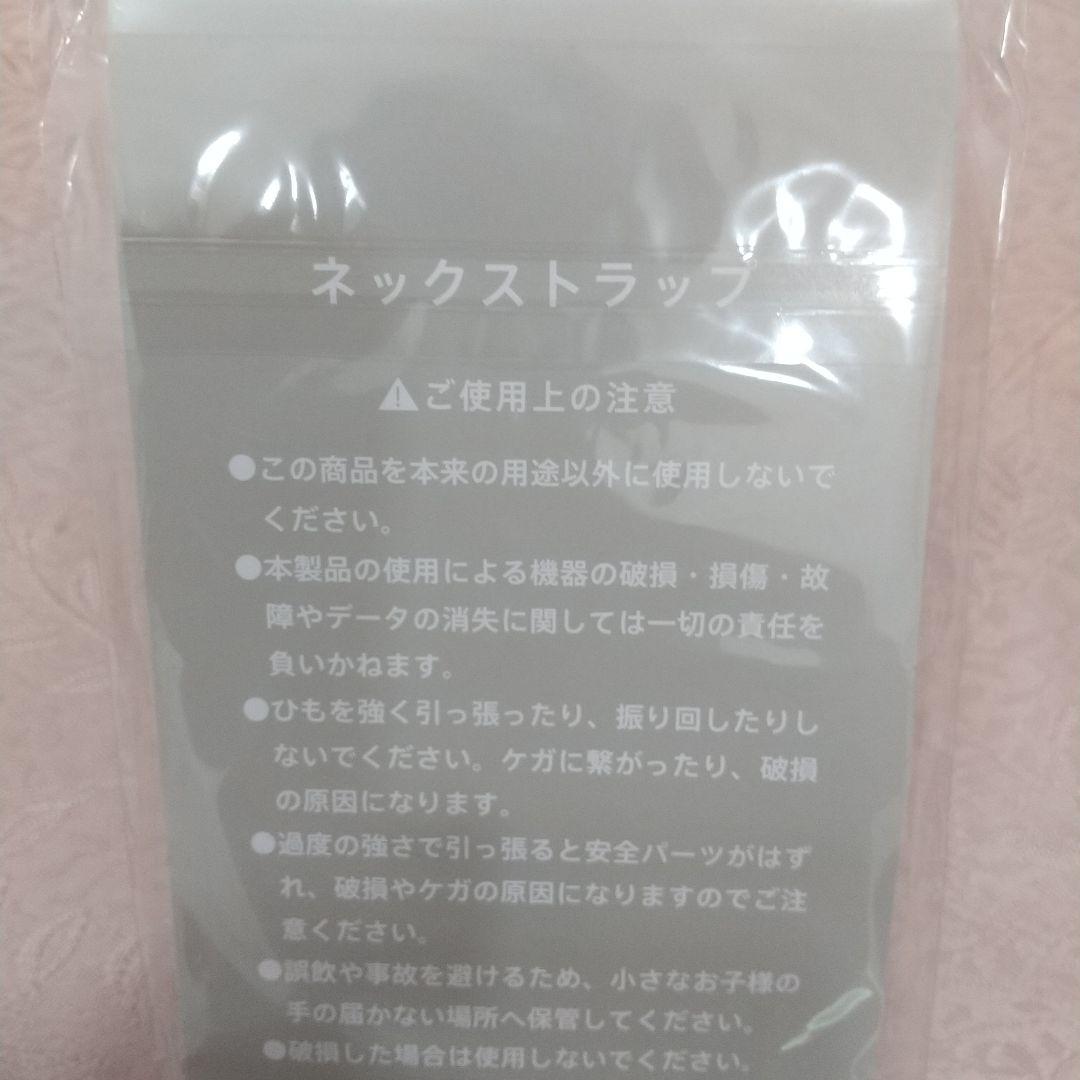 ネックストラップ
⚠ご使用上の注意
●この商品を本来の用途以外に使用しないで
ください。
●本製品の使用による機器の破損・損傷・故
障やデータの消失に関しては一切の責任を
負いかねます。
●ひもを強く引っ張ったり、振り回したりし
ないでください。ケガに繋がったり、破損
の原因になります。
●過度の強さで引っ張ると安全パーツがはず
れ、破損やケガの原因になりますのでご注
意ください。
●誤飲や事故を避けるため、小さなお子様の
手の届かない場所へ保管してください。
●破損した場合は使用しないでください。